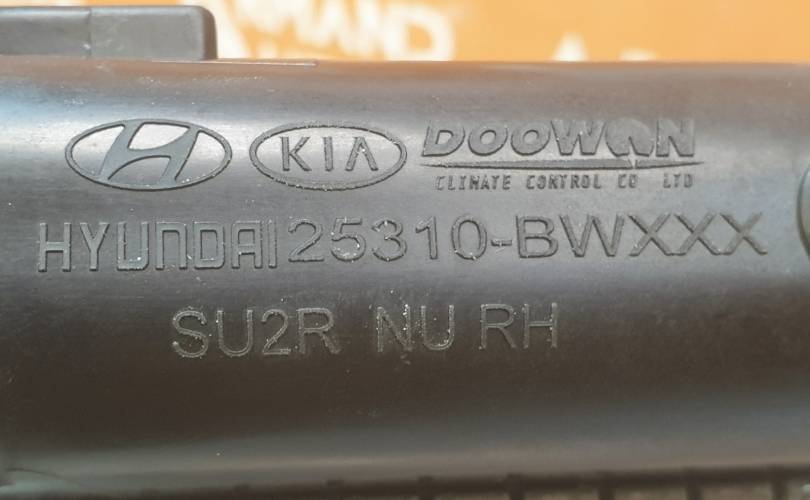 KIA DOOWON
CLIMATE CONTROL CO LTD
HYUNDAI 25310-BWXXX
SU2R NU RH